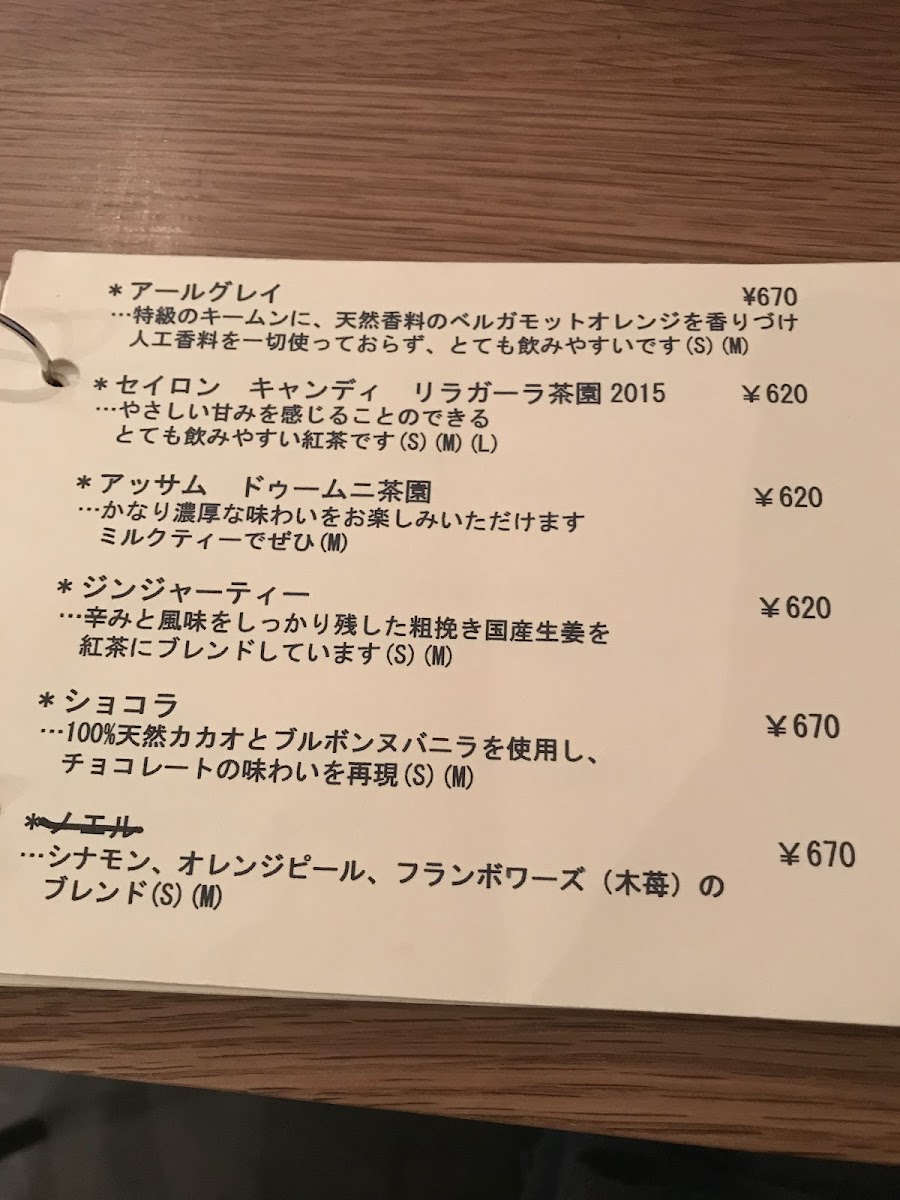 *アールグレイ ¥670
…特級のキームンに、天然香料のベルガモットオレンジを香りづけ
人工香料を一切使っておらず、とても飲みやすいです(S)(M)
*セイロン キャンディ リラガーラ茶園2015 ¥620
…やさしい甘みを感じることのできる
とても飲みやすい紅茶です(S)(M)(L)
*アッサム ドゥームニ茶園 ¥620
…かなり濃厚な味わいをお楽しみいただけます
ミルクティーでぜひ(M)
*ジンジャーティー ¥620
…辛みと風味をしっかり残した粗挽き国産生姜を
紅茶にブレンドしています(S)(M)
*ショコラ ¥670
…100%天然カカオとブルボンヌバニラを使用し、
チョコレートの味わいを再現(S)(M)
*ノエル ¥670
…シナモン、オレンジピール、フランボワーズ(木苺)の
ブレンド(S)(M)